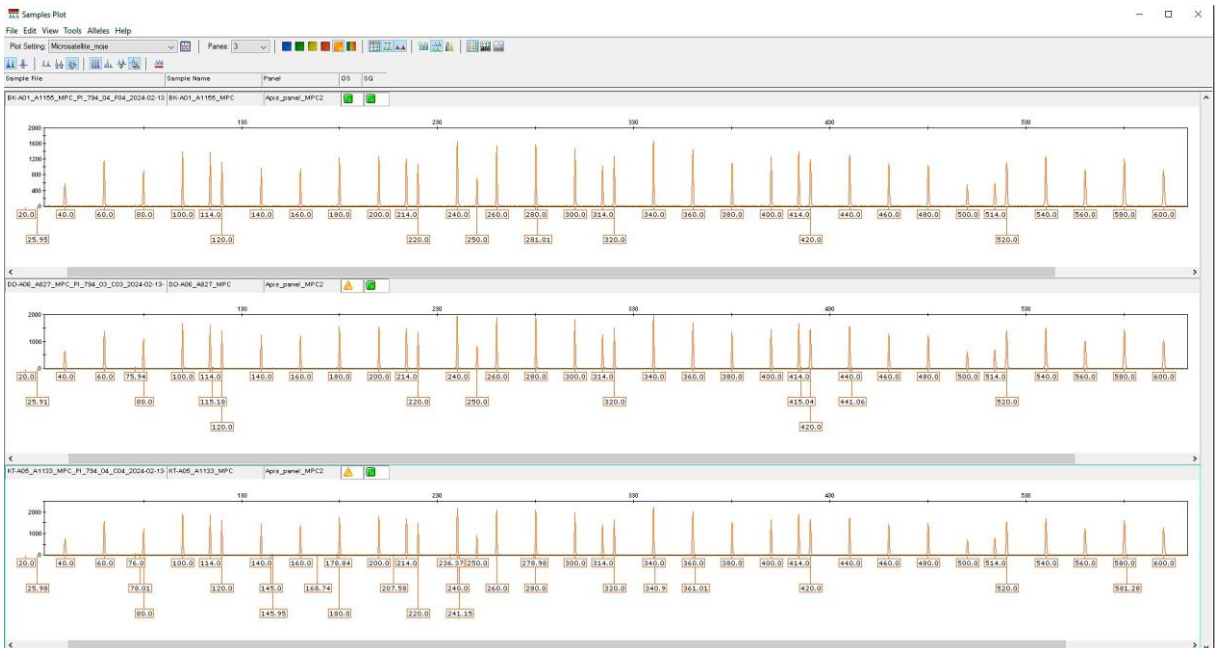 Samples Plot
File Edit View Tools Alleles Help
Plot Setting: Microsatellite_moje Panes: 3
Sample File Sample Name Panel OS SQ
BK-A01_A1155_MPC_PI_794_04_F04_2024-02-13 BK-A01_A1155_MPC Apis_panel_MPC2
130 230 330 430 530
2000
1600
1200
800
400
0
20.0 40.0 60.0 80.0 100.0 114.0 140.0 160.0 180.0 200.0 214.0 240.0 260.0 280.0 300.0 314.0 340.0 360.0 380.0 400.0 414.0 440.0 460.0 480.0 500.0 514.0 540.0 560.0 580.0 600.0
25.95 120.0 220.0 250.0 281.01 320.0 420.0 520.0
DD-A06_A827_MPC_PI_794_03_C03_2024-02-13- DD-A06_A827_MPC Apis_panel_MPC2
130 230 330 430 530
2000
1000
0
20.0 40.0 60.0 75.94 100.0 114.0 140.0 160.0 180.0 200.0 214.0 240.0 260.0 280.0 300.0 314.0 340.0 360.0 380.0 400.0 414.0 440.0 460.0 480.0 500.0 514.0 540.0 560.0 580.0 600.0
25.91 80.0 115.18 220.0 250.0 320.0 415.04 441.06 520.0
120.0 420.0
KT-A05_A1133_MPC_PI_794_04_C04_2024-02-13 KT-A05_A1133_MPC Apis_panel_MPC2
130 230 330 430 530
2000
1000
0
20.0 40.0 60.0 76.0 100.0 114.0 140.0 160.0 178.84 200.0 214.0 236.37 250.0 278.98 300.0 314.0 340.0 360.0 380.0 400.0 414.0 440.0 460.0 480.0 500.0 514.0 540.0 560.0 580.0 600.0
25.98 78.01 120.0 145.0 168.74 207.58 240.0 260.0 280.0 320.0 340.9 361.01 420.0 520.0 581.28
80.0 145.95 180.0 220.0 241.15